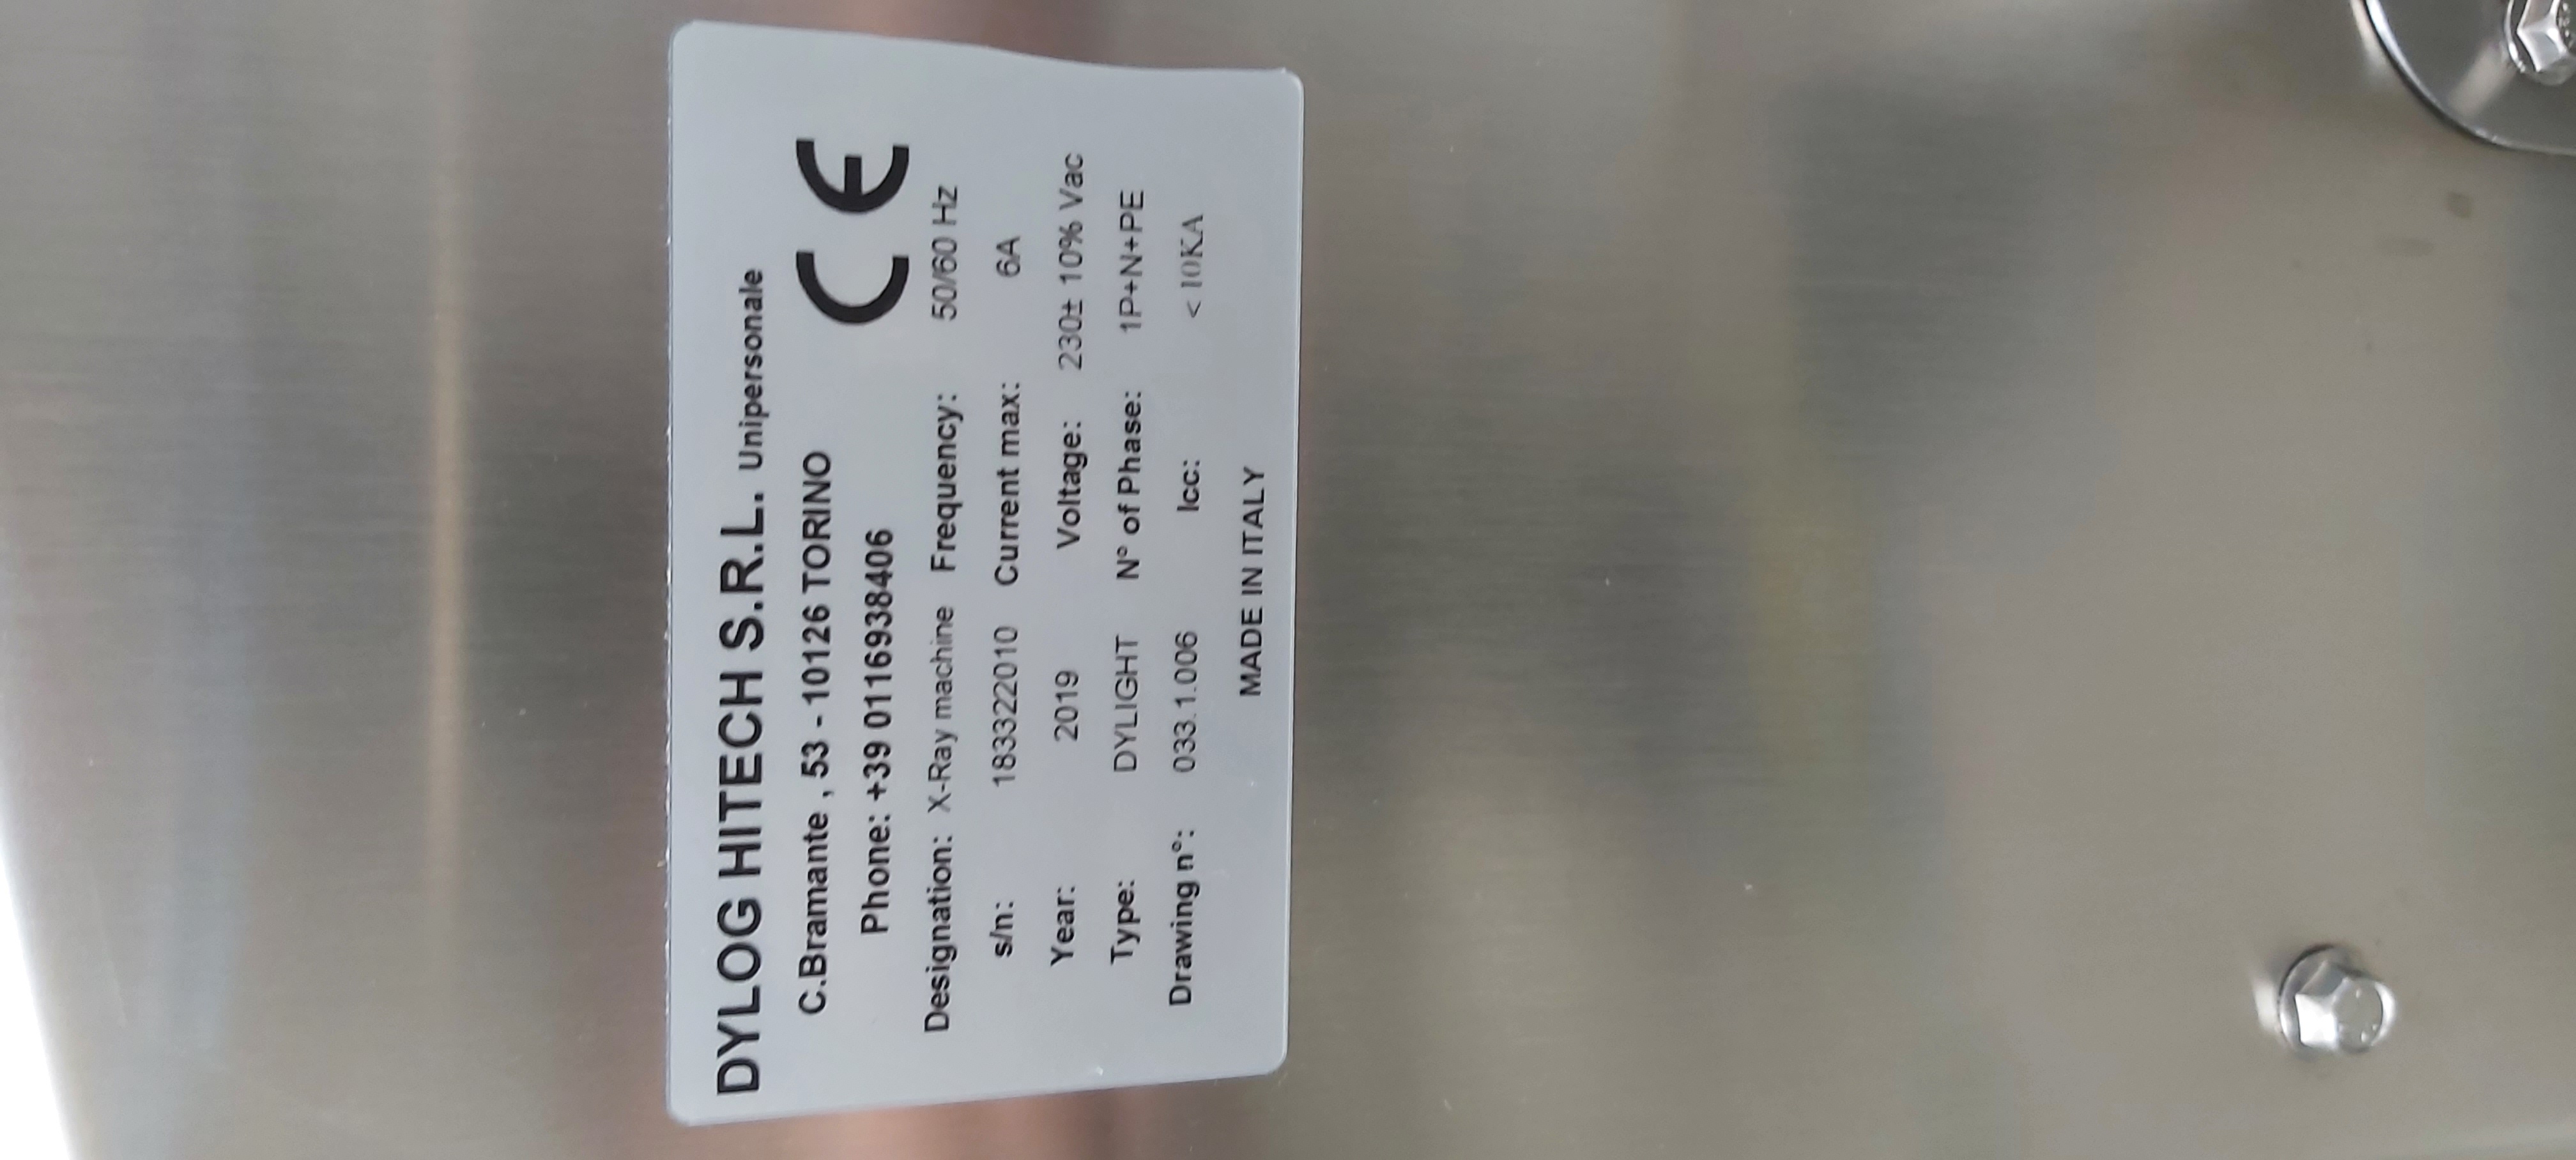 DYLOG HITECH S.R.L. Unipersonale
C.Bramante , 53 - 10126 TORINO
CE
Phone: +39 0116938406
Designation: X-Ray machine Frequency: 50/60 Hz
s/n: 183322010 Current max: 6A
Year: 2019 Voltage: 230± 10% Vac
Type: DYLIGHT N° of Phase: 1P+N+PE
Drawing n°: 033.1.006 Icc: < 10KA
MADE IN ITALY